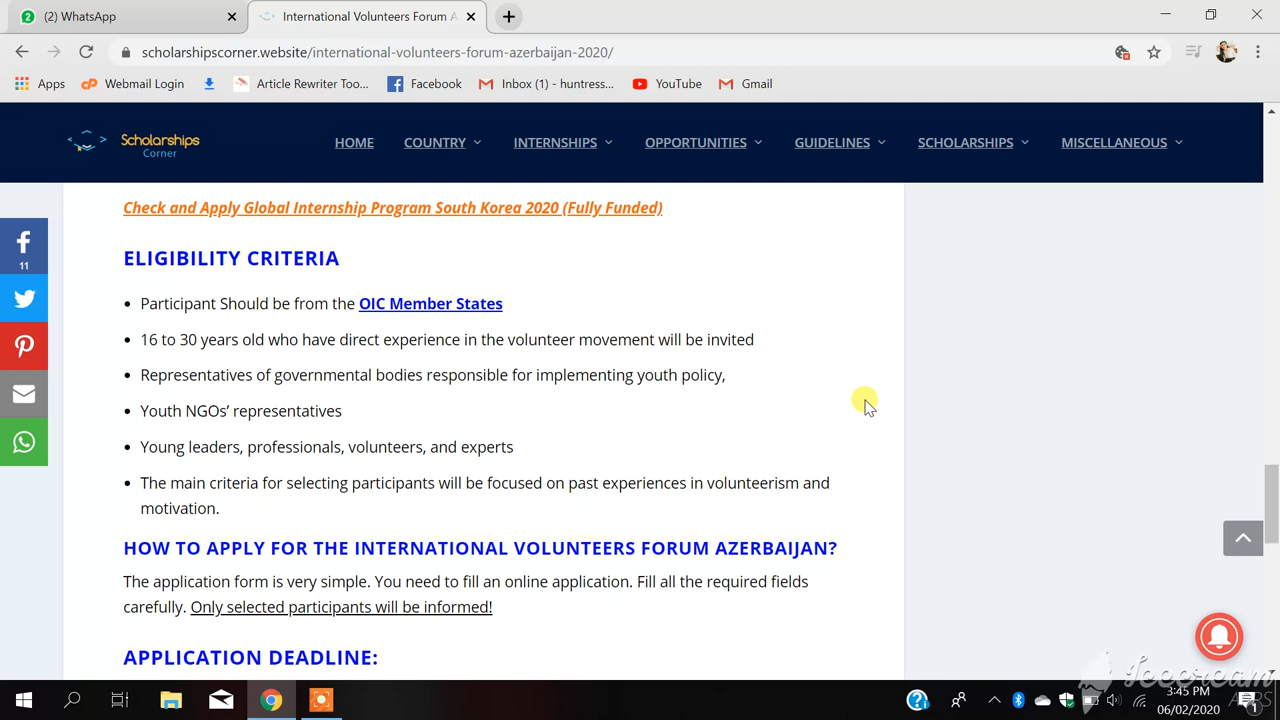 (2) WhatsApp
International Volunteers Forum A
scholarshipscorner.website/international-volunteers-forum-azerbaijan-2020/
Apps
Webmail Login
Article Rewriter Too...
Facebook
Inbox (1) - huntress...
YouTube
Gmail
Scholarships
Corner
HOME
COUNTRY
INTERNSHIPS
OPPORTUNITIES
GUIDELINES
SCHOLARSHIPS
MISCELLANEOUS
Check and Apply Global Internship Program South Korea 2020 (Fully Funded)
11
ELIGIBILITY CRITERIA
• Participant Should be from the OIC Member States
• 16 to 30 years old who have direct experience in the volunteer movement will be invited
• Representatives of governmental bodies responsible for implementing youth policy,
• Youth NGOs’ representatives
• Young leaders, professionals, volunteers, and experts
• The main criteria for selecting participants will be focused on past experiences in volunteerism and
motivation.
HOW TO APPLY FOR THE INTERNATIONAL VOLUNTEERS FORUM AZERBAIJAN?
The application form is very simple. You need to fill an online application. Fill all the required fields
carefully. Only selected participants will be informed!
APPLICATION DEADLINE:
Icecream
APPS
3:45 PM
06/02/2020